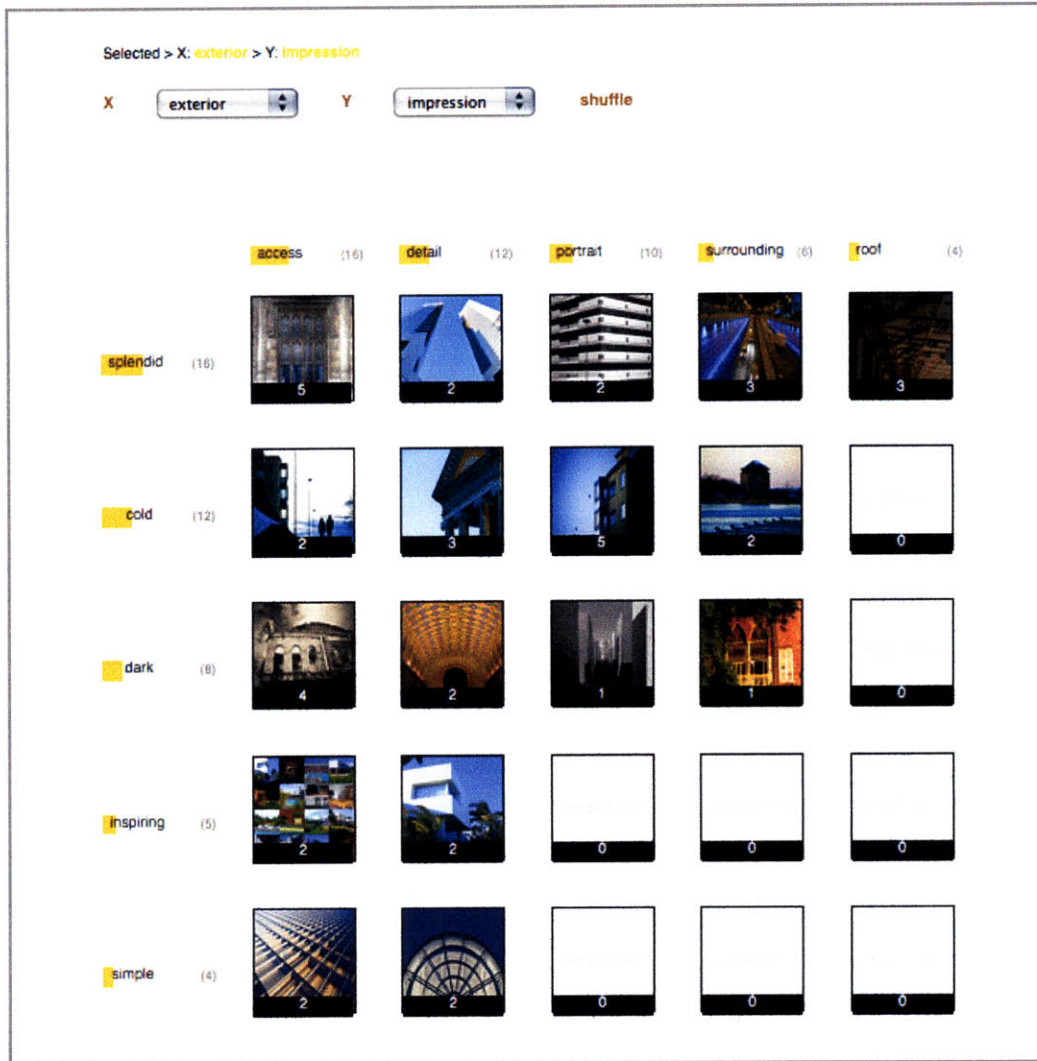 Selected > X: exterior > Y: impression
X exterior Y impression shuffle
access (16) detail (12) portrait (10) surrounding (6) roof (4)
splendid (16)
5 2 2 3 3
cold (12)
2 3 5 2 0
dark (8)
4 2 1 1 0
inspiring (5)
2 2 0 0 0
simple (4)
2 2 0 0 0